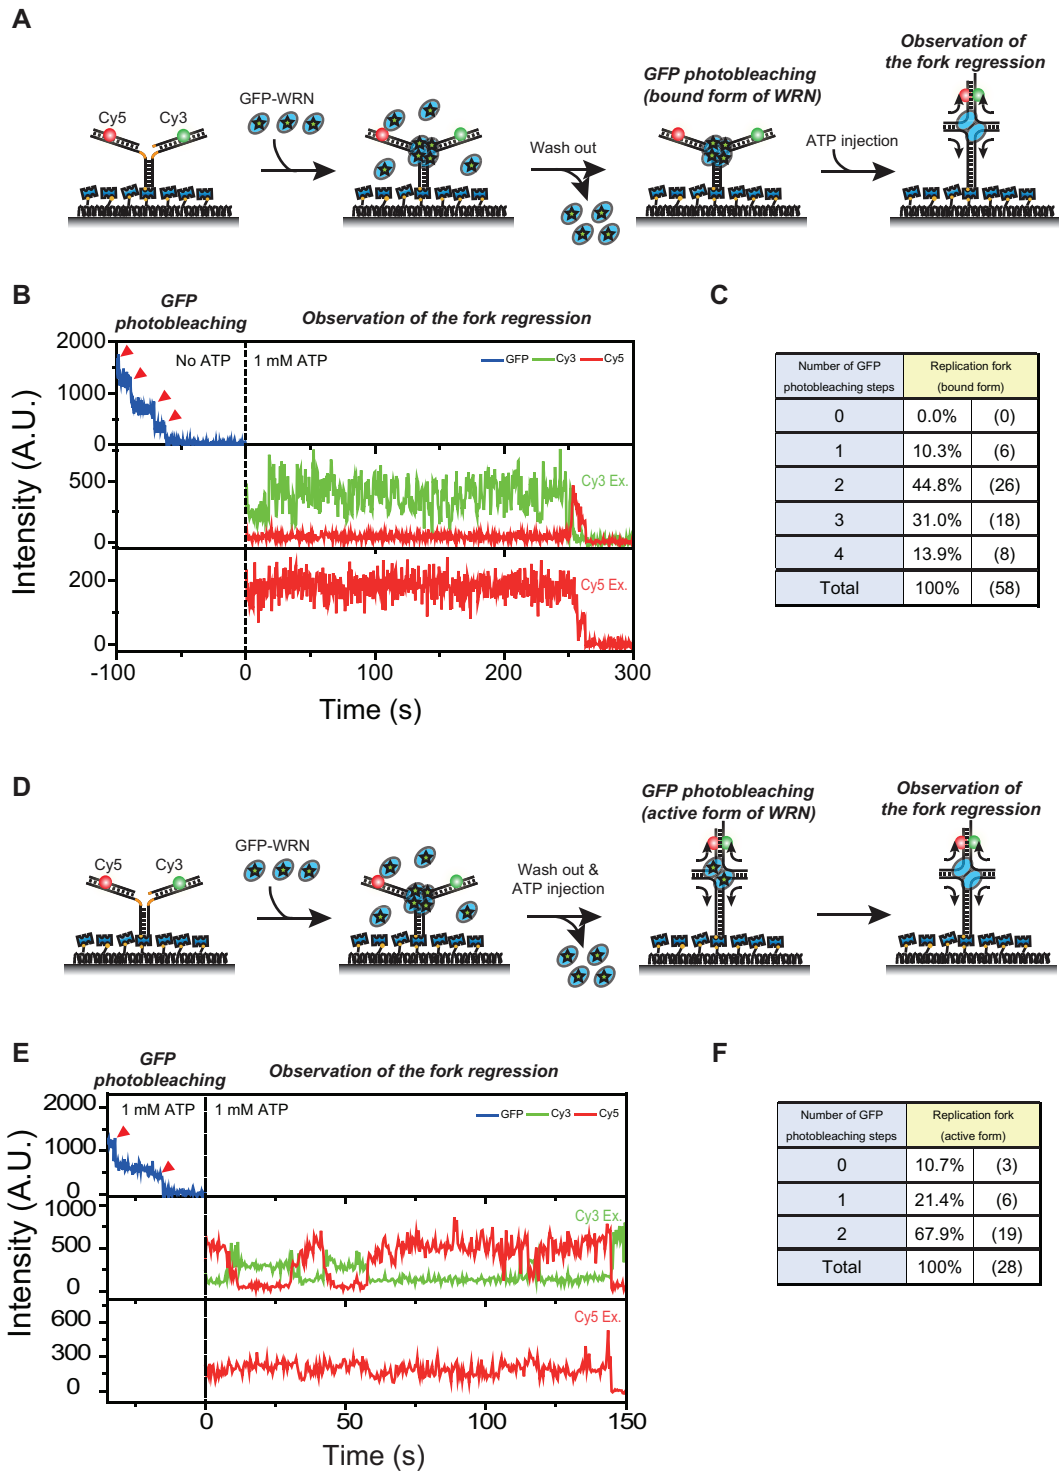 A
Observation of
the fork regression
GFP photobleaching
(bound form of WRN)
GFP-WRN
Cy5
Cy3
Wash out
ATP injection
B
GFP
photobleaching
Observation of the fork regression
2000
1000
0
No ATP
1 mM ATP
GFP
Cy3
Cy5
500
0
Cy3 Ex.
200
0
Cy5 Ex.
Intensity (A.U.)
-100
0
100
200
300
Time (s)
C
Number of GFP
photobleaching steps
Replication fork
(bound form)
0 0.0% (0)
1 10.3% (6)
2 44.8% (26)
3 31.0% (18)
4 13.9% (8)
Total 100% (58)
D
GFP photobleaching
(active form of WRN)
Observation of
the fork regression
GFP-WRN
Cy5
Cy3
Wash out &
ATP injection
E
GFP
photobleaching
Observation of the fork regression
2000
1000
0
1 mM ATP
1 mM ATP
GFP
Cy3
Cy5
1000
500
0
Cy3 Ex.
600
300
0
Cy5 Ex.
Intensity (A.U.)
0
50
100
150
Time (s)
F
Number of GFP
photobleaching steps
Replication fork
(active form)
0 10.7% (3)
1 21.4% (6)
2 67.9% (19)
Total 100% (28)